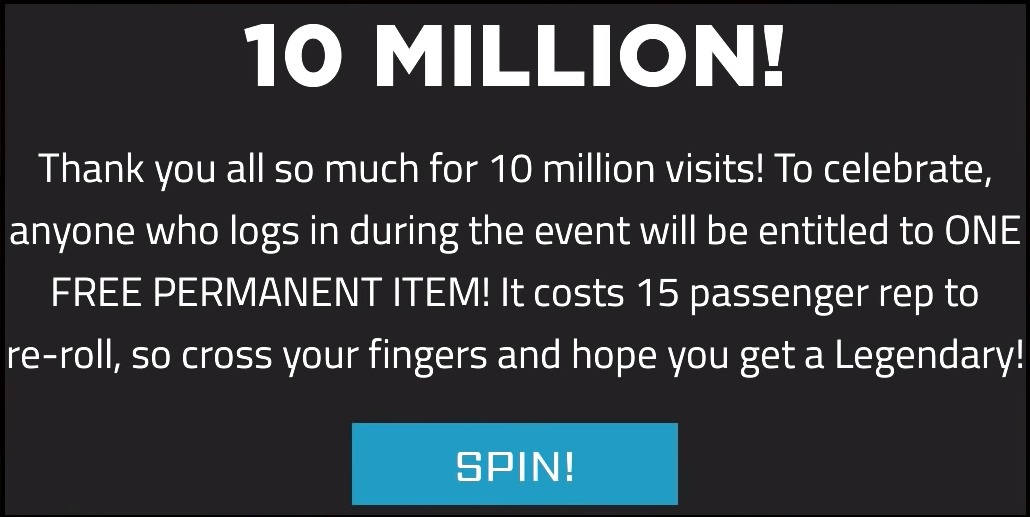 10 MILLION!
Thank you all so much for 10 million visits! To celebrate,
anyone who logs in during the event will be entitled to ONE
FREE PERMANENT ITEM! It costs 15 passenger rep to
re-roll, so cross your fingers and hope you get a Legendary!
SPIN!